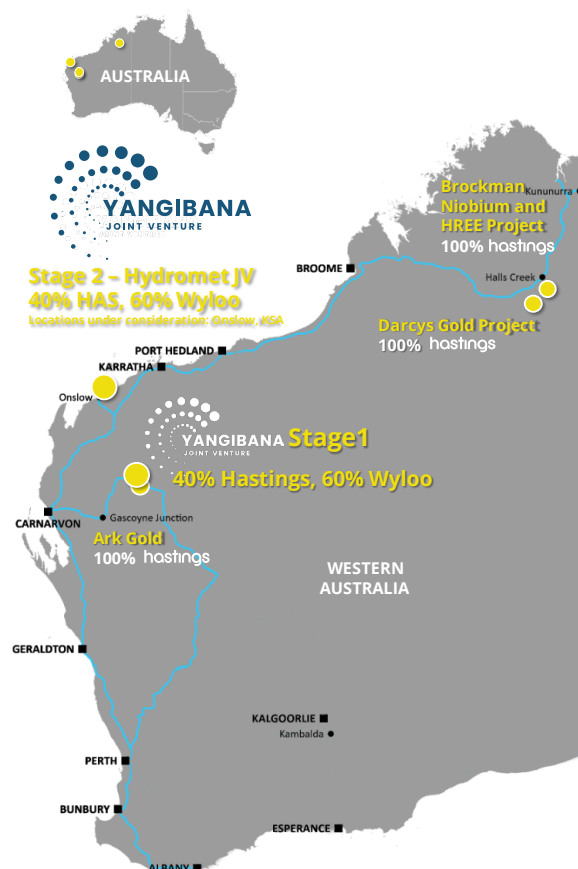 AUSTRALIA
YANGIBANA
JOINT VENTURE
Stage 2 – Hydromet JV
40% HAS, 60% Wyloo
Locations under consideration: Onslow, KSA
Brockman
Niobium and
HREE Project
100% hastings
Kununurra
BROOME
Halls Creek
Darcys Gold Project
100% hastings
PORT HEDLAND
KARRATHA
Onslow
YANGIBANA Stage1
JOINT VENTURE
40% Hastings, 60% Wyloo
CARNARVON
Gascoyne Junction
Ark Gold
100% hastings
WESTERN
AUSTRALIA
GERALDTON
KALGOORLIE
Kambalda
PERTH
BUNBURY
ESPERANCE
ALBANY